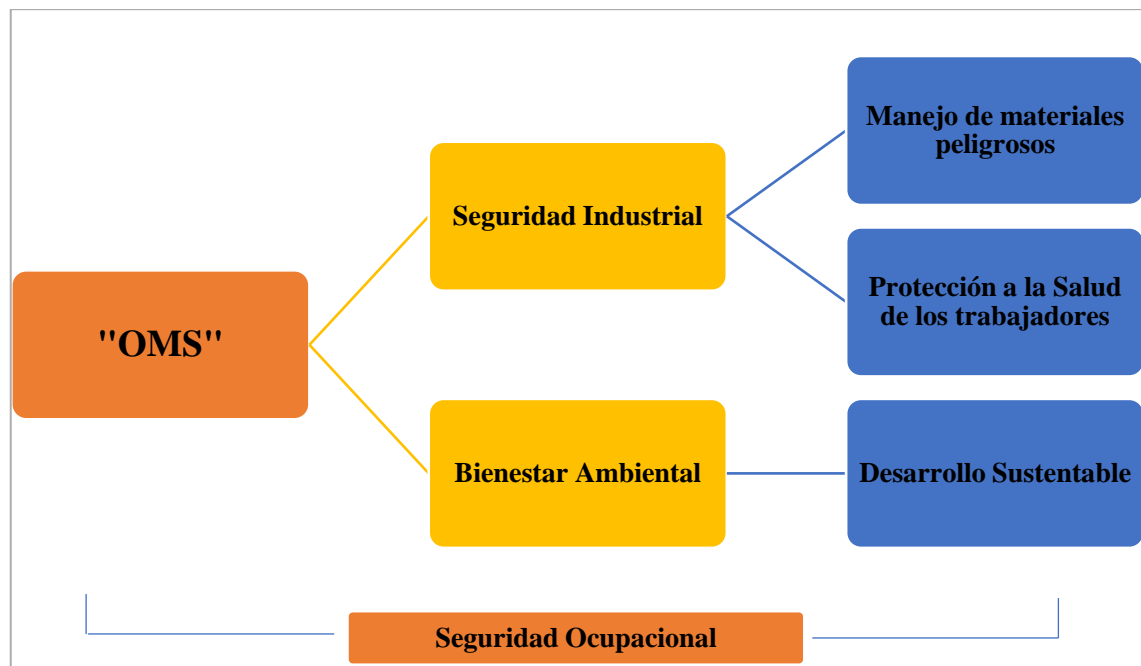 "OMS"
Seguridad Industrial
Bienestar Ambiental
Manejo de materiales
peligrosos
Protección a la Salud
de los trabajadores
Desarrollo Sustentable
Seguridad Ocupacional